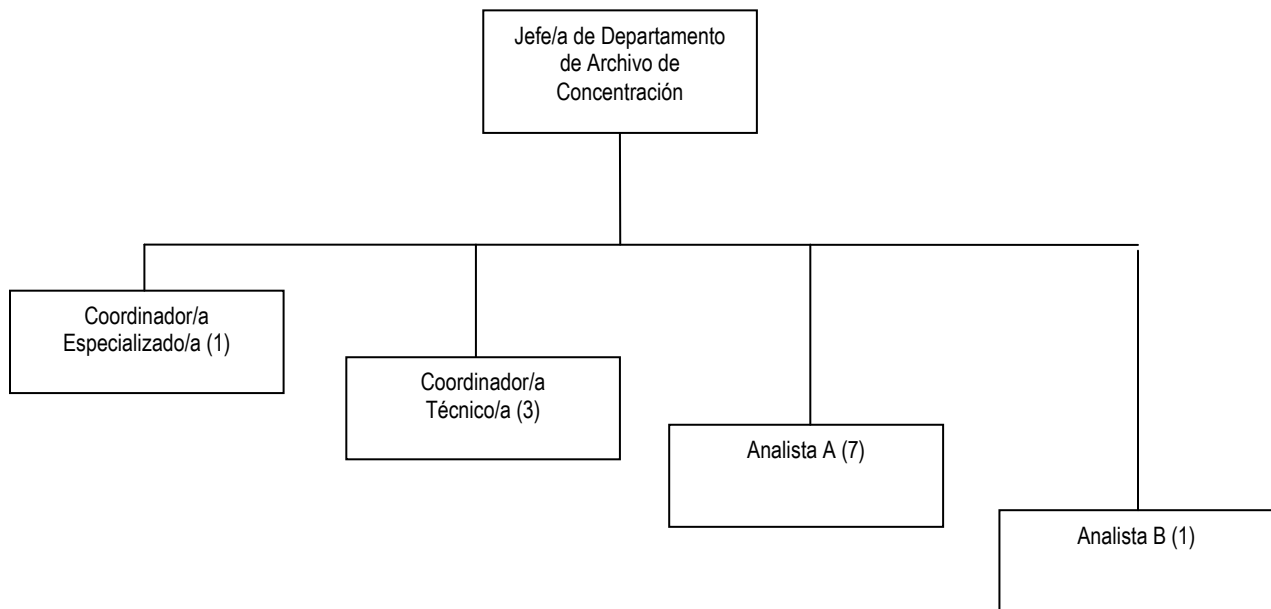 Jefe/a de Departamento
de Archivo de
Concentración
Coordinador/a
Especializado/a (1)
Coordinador/a
Técnico/a (3)
Analista A (7)
Analista B (1)